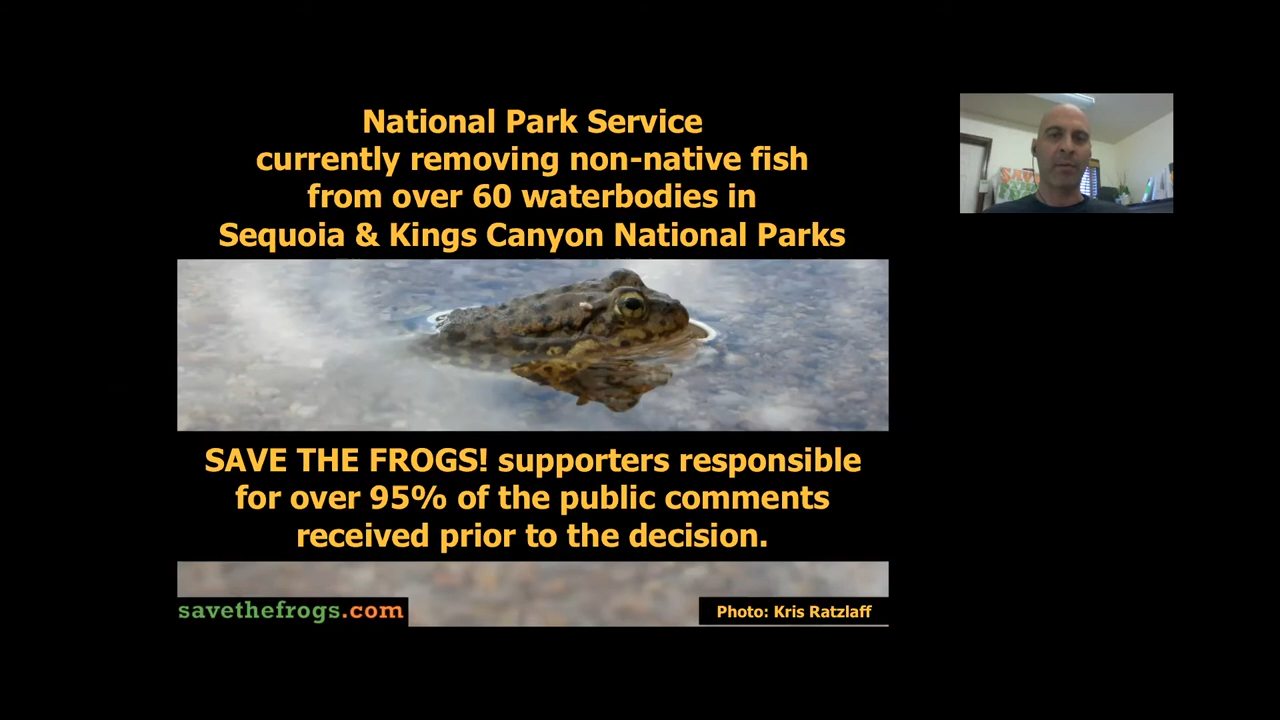 National Park Service
currently removing non-native fish
from over 60 waterbodies in
Sequoia & Kings Canyon National Parks
SAVE THE FROGS! supporters responsible
for over 95% of the public comments
received prior to the decision.
savethefrogs.com
Photo: Kris Ratzlaff